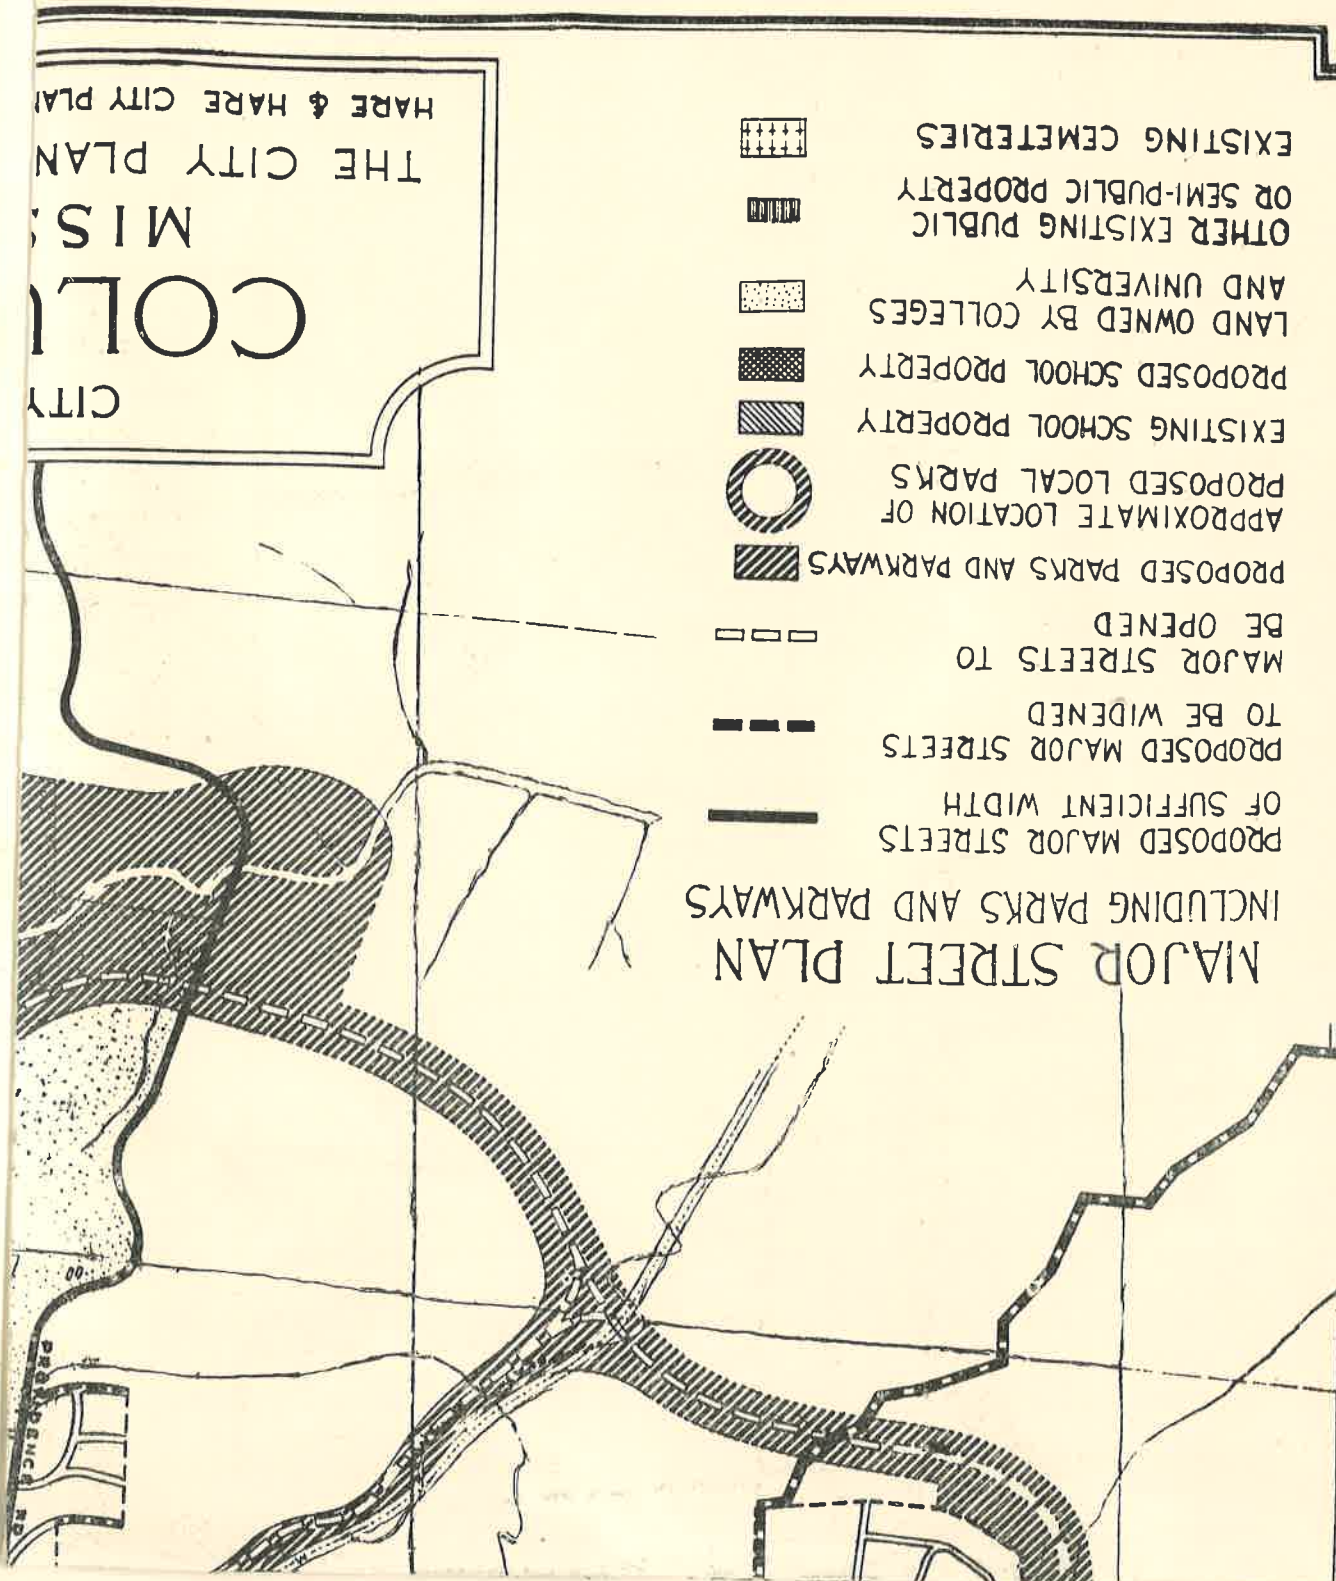 MAJOR STREET PLAN
INCLUDING PARKS AND PARKWAYS
PROPOSED MAJOR STREETS
OF SUFFICIENT WIDTH
PROPOSED MAJOR STREETS
TO BE WIDENED
MAJOR STREETS TO
BE OPENED
PROPOSED PARKS AND PARKWAYS
APPROXIMATE LOCATION OF
PROPOSED LOCAL PARKS
EXISTING SCHOOL PROPERTY
PROPOSED SCHOOL PROPERTY
LAND OWNED BY COLLEGES
AND UNIVERSITY
OTHER EXISTING PUBLIC
OR SEMI-PUBLIC PROPERTY
EXISTING CEMETERIES
CITY
COLU
MISS
THE CITY PLAN
HARE & HARE CITY PLAN
PROVIDENCE RD